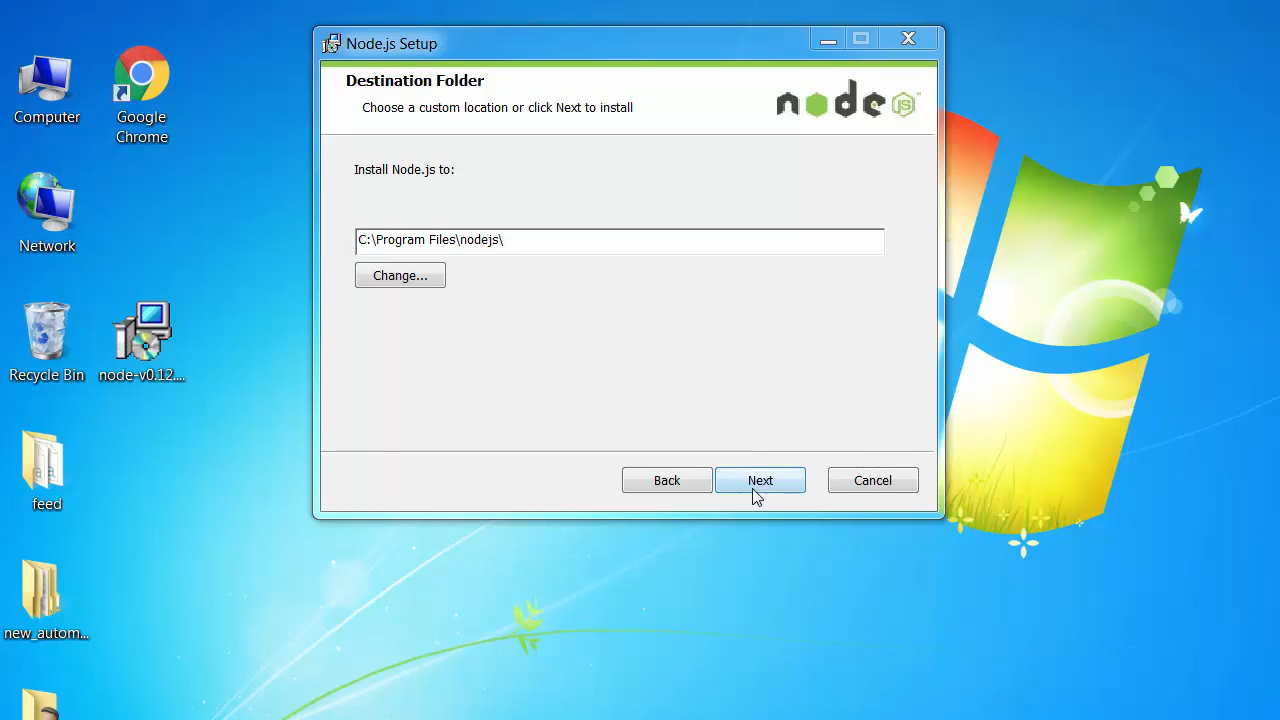 Node.js Setup
Destination Folder
Choose a custom location or click Next to install
node
JS
™
Install Node.js to:
C:\Program Files\nodejs\
Change...
Back
Next
Cancel
Computer
Google
Chrome
Network
Recycle Bin
node-v0.12....
feed
new_autom...